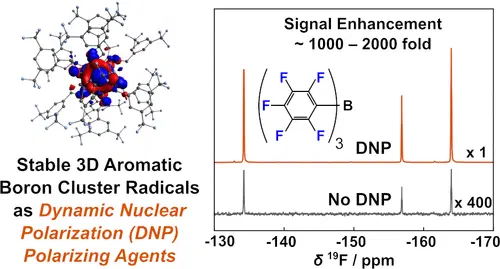 Stable 3D Aromatic
Boron Cluster Radicals
as Dynamic Nuclear
Polarization (DNP)
Polarizing Agents
Signal Enhancement
~ 1000 – 2000 fold
F F
F B
F F
3
DNP
x 1
No DNP
x 400
-130 -140 -150 -160 -170
δ ¹⁹F / ppm